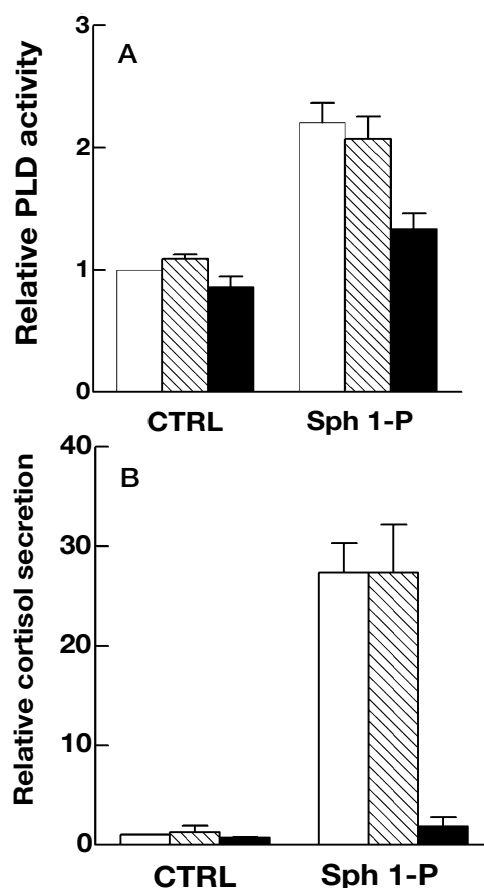 3
A
2
1
0
Relative PLD activity
CTRL Sph 1-P
40
B
30
20
10
0
Relative cortisol secretion
CTRL Sph 1-P